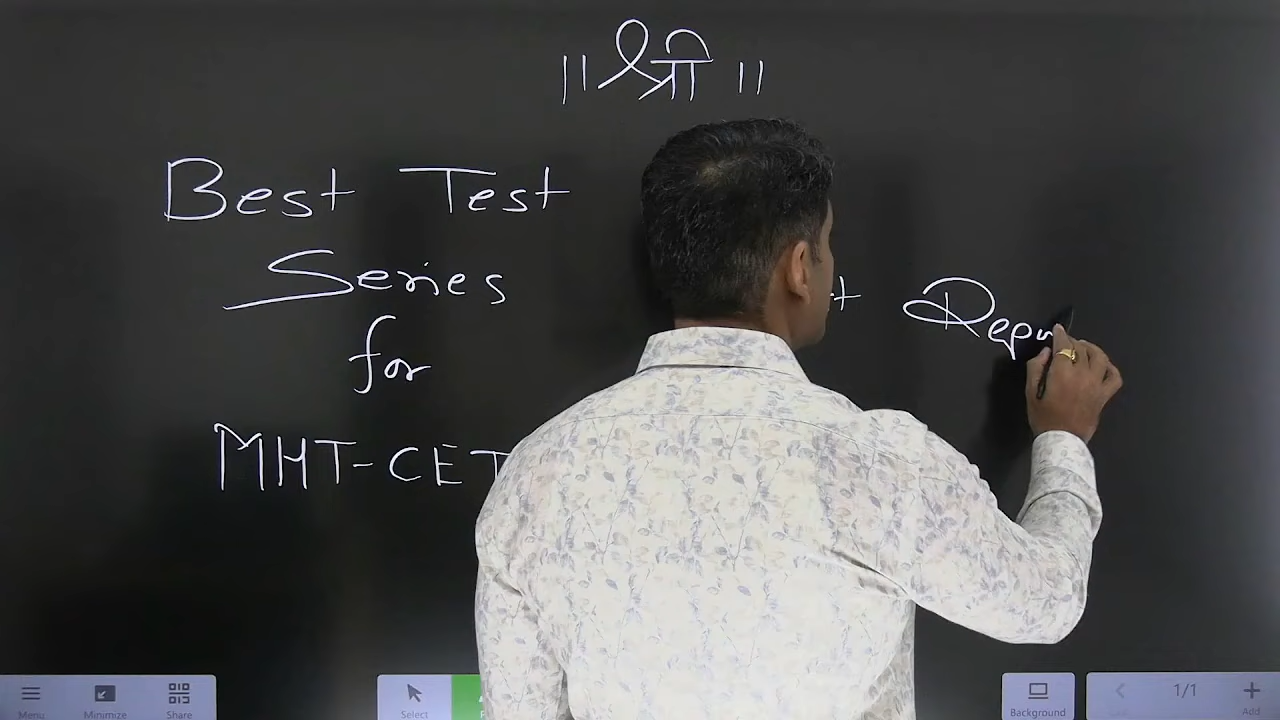 ॥ श्री ॥
Best Test
Series
for
MHT-CET
Menu
Minimize
Share
Select
Background
1/1
Add